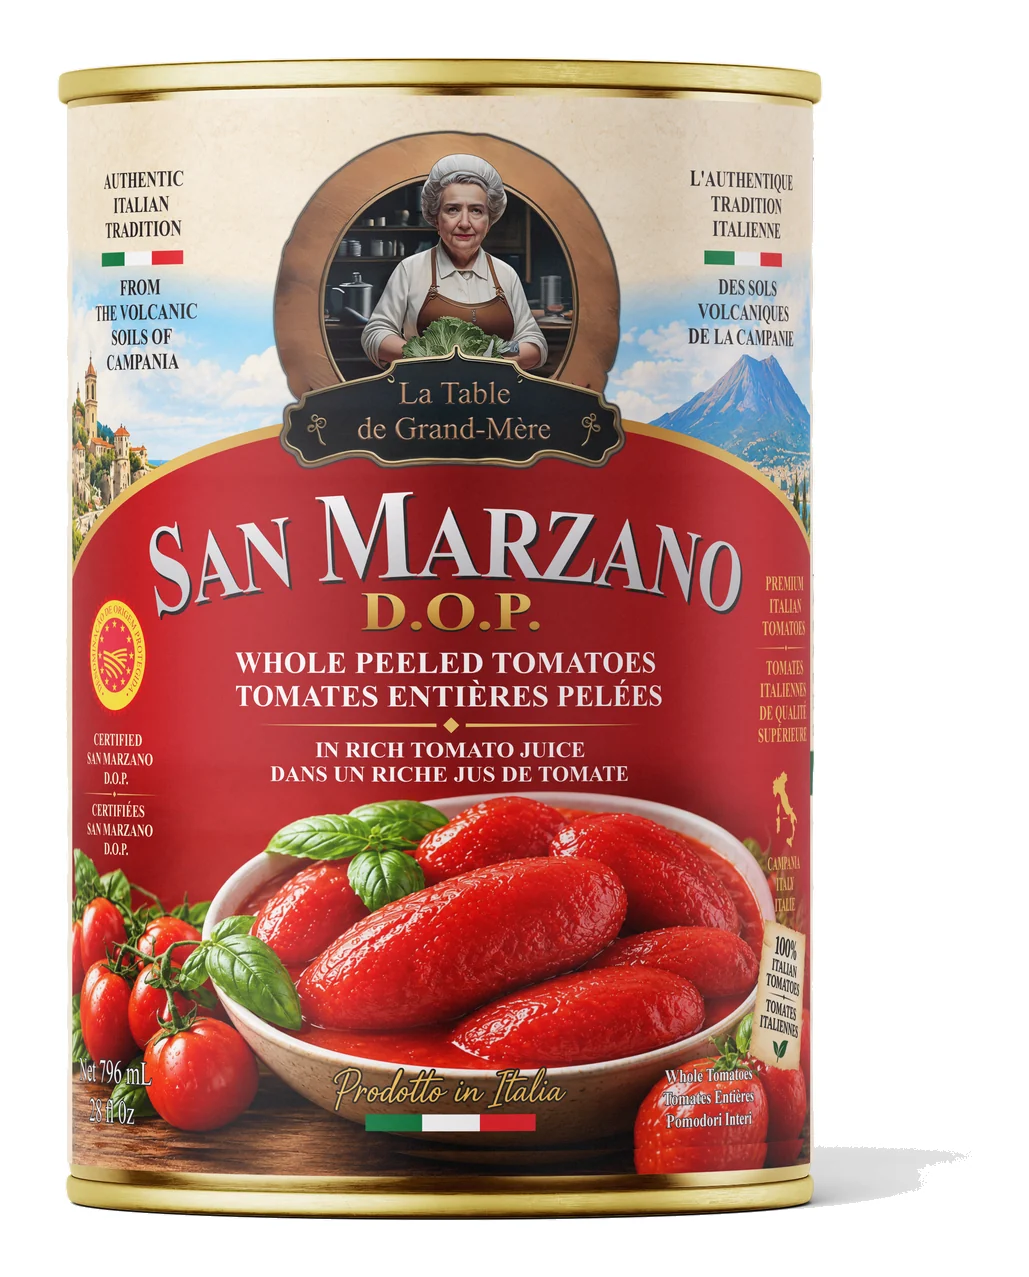 AUTHENTIC
ITALIAN
TRADITION
FROM
THE VOLCANIC
SOILS OF
CAMPANIA
L'AUTHENTIQUE
TRADITION
ITALIENNE
DES SOLS
VOLCANIQUES
DE LA CAMPANIE
La Table
de Grand-Mère
SAN MARZANO
D.O.P.
WHOLE PEELED TOMATOES
TOMATES ENTIÈRES PELÉES
IN RICH TOMATO JUICE
DANS UN RICHE JUS DE TOMATE
DENOMINAÇÃO DE ORIGEM PROTEGIDA
CERTIFIED
SAN MARZANO
D.O.P.
CERTIFIÉES
SAN MARZANO
D.O.P.
PREMIUM
ITALIAN
TOMATOES
TOMATES
ITALIENNES
DE QUALITÉ
SUPÉRIEURE
CAMPANIA
ITALY
ITALIE
100%
ITALIAN
TOMATOES
TOMATES
ITALIENNES
Net 796 mL
28 fl Oz
Prodotto in Italia
Whole Tomatoes
Tomates Entières
Pomodori Interi